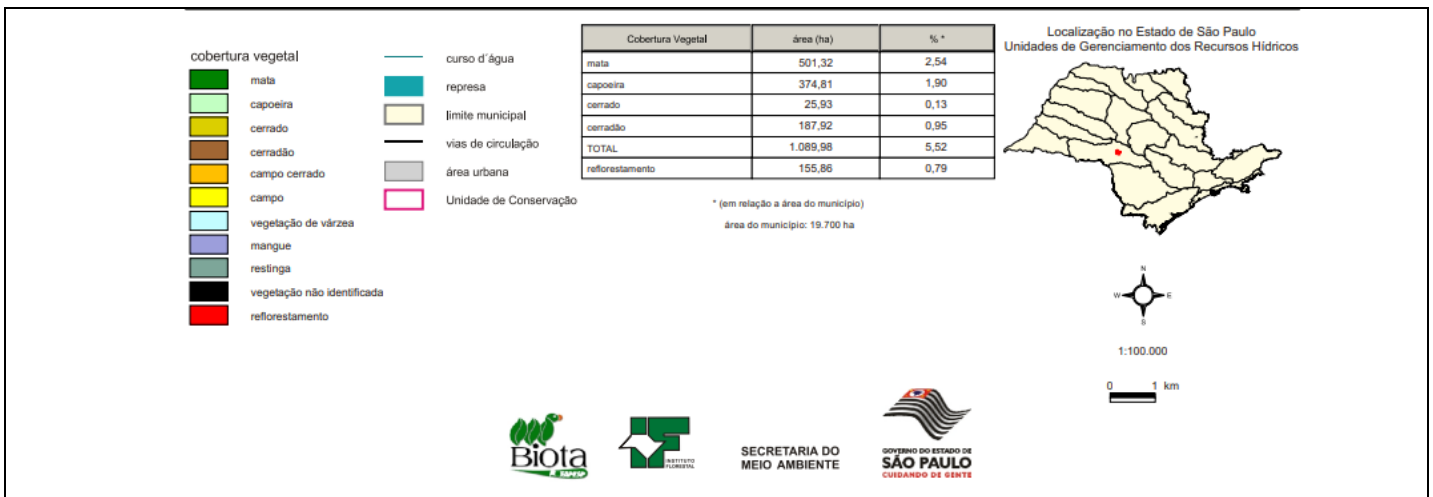 cobertura vegetal
mata
capoeira
cerrado
cerradão
campo cerrado
campo
vegetação de várzea
mangue
restinga
vegetação não identificada
reflorestamento
curso d´água
represa
limite municipal
vias de circulação
área urbana
Unidade de Conservação
Cobertura Vegetal área (ha) % *
mata 501,32 2,54
capoeira 374,81 1,90
cerrado 25,93 0,13
cerradão 187,92 0,95
TOTAL 1.089,98 5,52
reflorestamento 155,86 0,79
* (em relação a área do município)
área do município: 19.700 ha
Localização no Estado de São Paulo
Unidades de Gerenciamento dos Recursos Hídricos
N
W E
S
1:100.000
0 1 km
Biota
FAPESP
INSTITUTO
FLORESTAL
SECRETARIA DO
MEIO AMBIENTE
GOVERNO DO ESTADO DE
SÃO PAULO
CUIDANDO DE GENTE